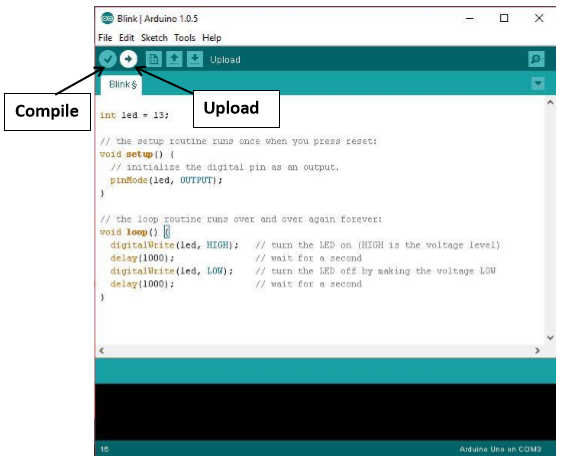 Blink | Arduino 1.0.5
File Edit Sketch Tools Help
Upload
Blink §
Compile
Upload
int led = 13;
// the setup routine runs once when you press reset:
void setup() {
// initialize the digital pin as an output.
pinMode(led, OUTPUT);
}
// the loop routine runs over and over again forever:
void loop() {
digitalWrite(led, HIGH); // turn the LED on (HIGH is the voltage level)
delay(1000); // wait for a second
digitalWrite(led, LOW); // turn the LED off by making the voltage LOW
delay(1000); // wait for a second
}
16
Arduino Uno on COM3